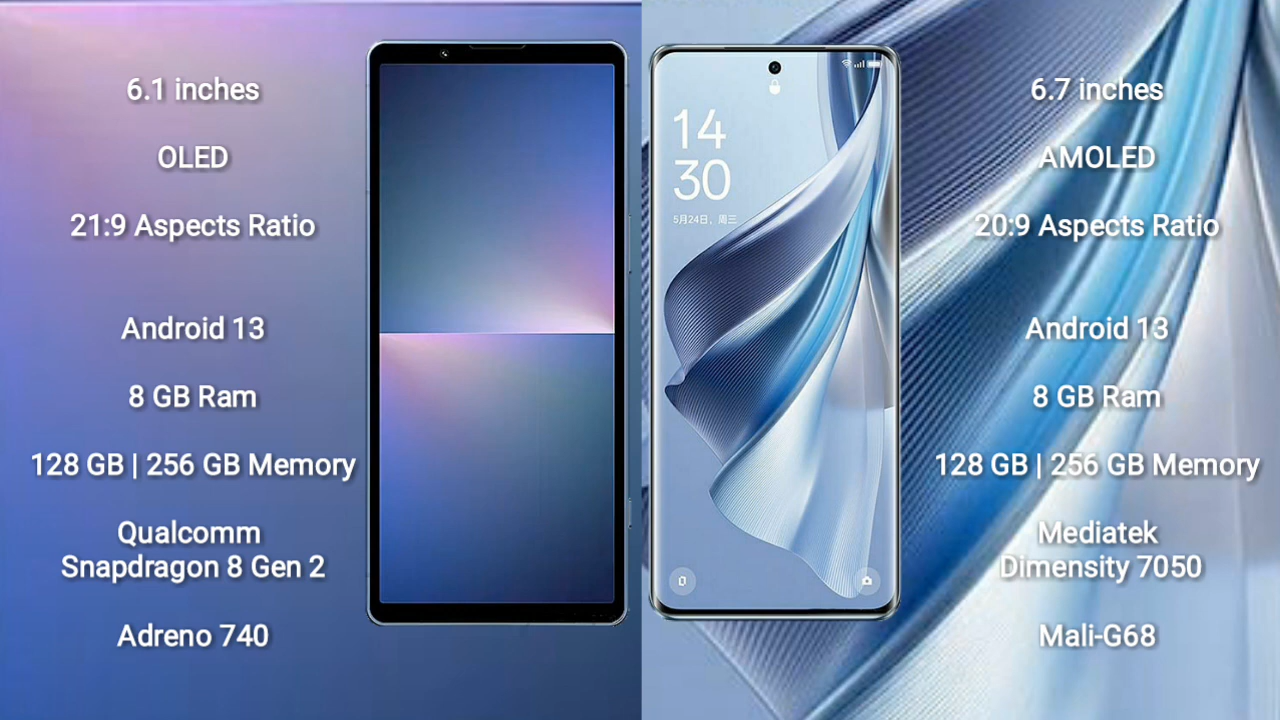 6.1 inches
OLED
21:9 Aspects Ratio
Android 13
8 GB Ram
128 GB | 256 GB Memory
Qualcomm
Snapdragon 8 Gen 2
Adreno 740
14
30
5月24日，周三
6.7 inches
AMOLED
20:9 Aspects Ratio
Android 13
8 GB Ram
128 GB | 256 GB Memory
Mediatek
Dimensity 7050
Mali-G68